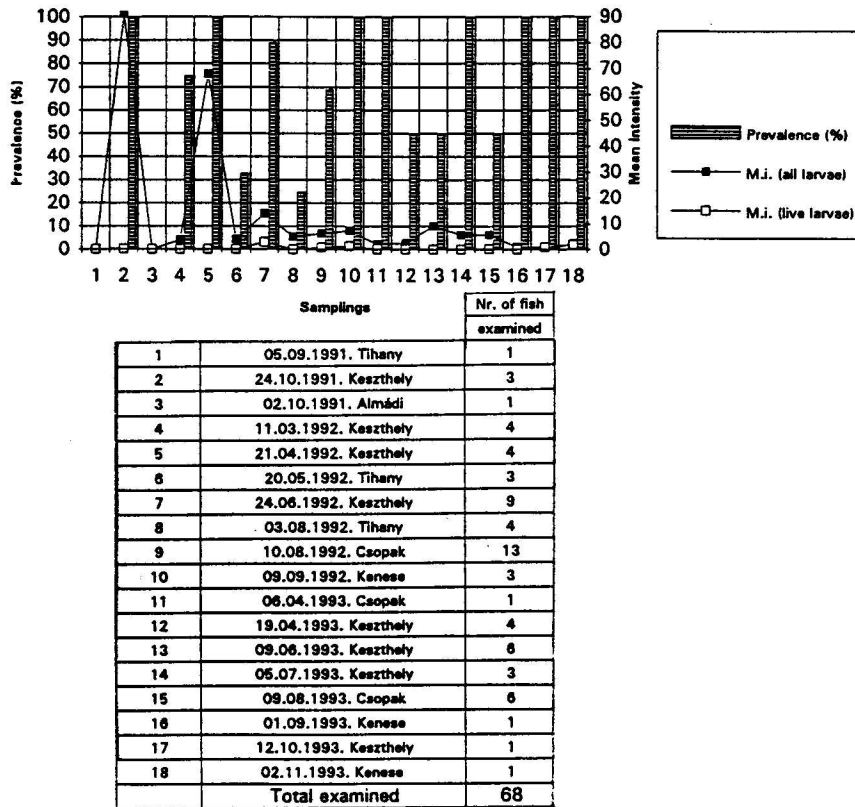 100 90
90 80
80 70
70 60
60 50
50 40
40 30
30 20
20 10
10 0
0
Prevalence (%)
Mean Intensity
Prevalence (%)
M.i. (all larvae)
M.i. (live larvae)
1 2 3 4 5 6 7 8 9 10 11 12 13 14 15 16 17 18
Samplings Nr. of fish
examined
1 05.09.1991. Tihany 1
2 24.10.1991. Keszthely 3
3 02.10.1991. Almádi 1
4 11.03.1992. Keszthely 4
5 21.04.1992. Keszthely 4
6 20.05.1992. Tihany 3
7 24.06.1992. Keszthely 9
8 03.08.1992. Tihany 4
9 10.08.1992. Csopak 13
10 09.09.1992. Kenese 3
11 06.04.1993. Csopak 1
12 19.04.1993. Keszthely 4
13 09.06.1993. Keszthely 6
14 05.07.1993. Keszthely 3
15 09.08.1993. Csopak 6
16 01.09.1993. Kenese 1
17 12.10.1993. Keszthely 1
18 02.11.1993. Kenese 1
Total examined 68